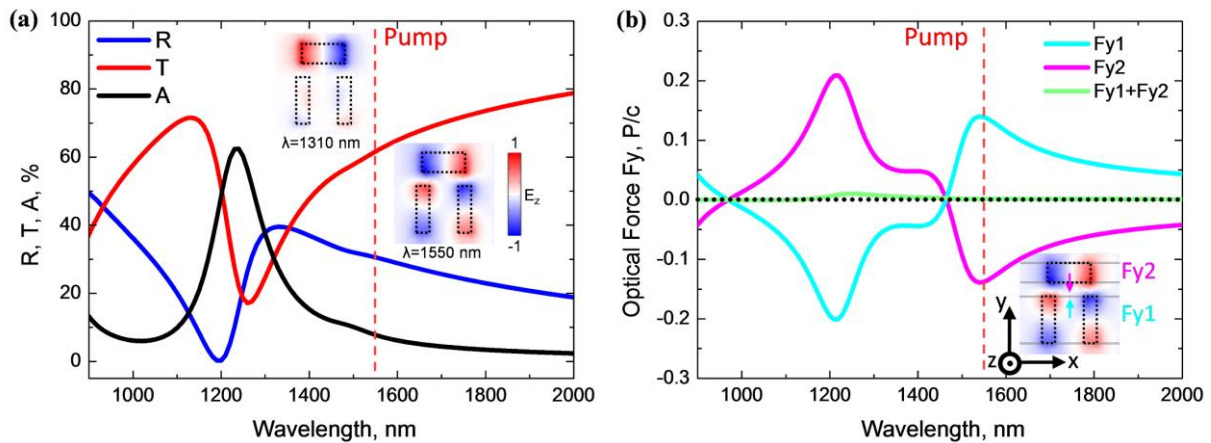 (a)
100
80
60
40
20
0
R, T, A, %
R
T
A
Pump
λ=1310 nm
λ=1550 nm
1
E_z
-1
1000 1200 1400 1600 1800 2000
Wavelength, nm
(b)
0.3
0.2
0.1
0.0
-0.1
-0.2
-0.3
Optical Force Fy, P/c
Pump
Fy1
Fy2
Fy1+Fy2
Fy2
Fy1
y
z
x
1000 1200 1400 1600 1800 2000
Wavelength, nm